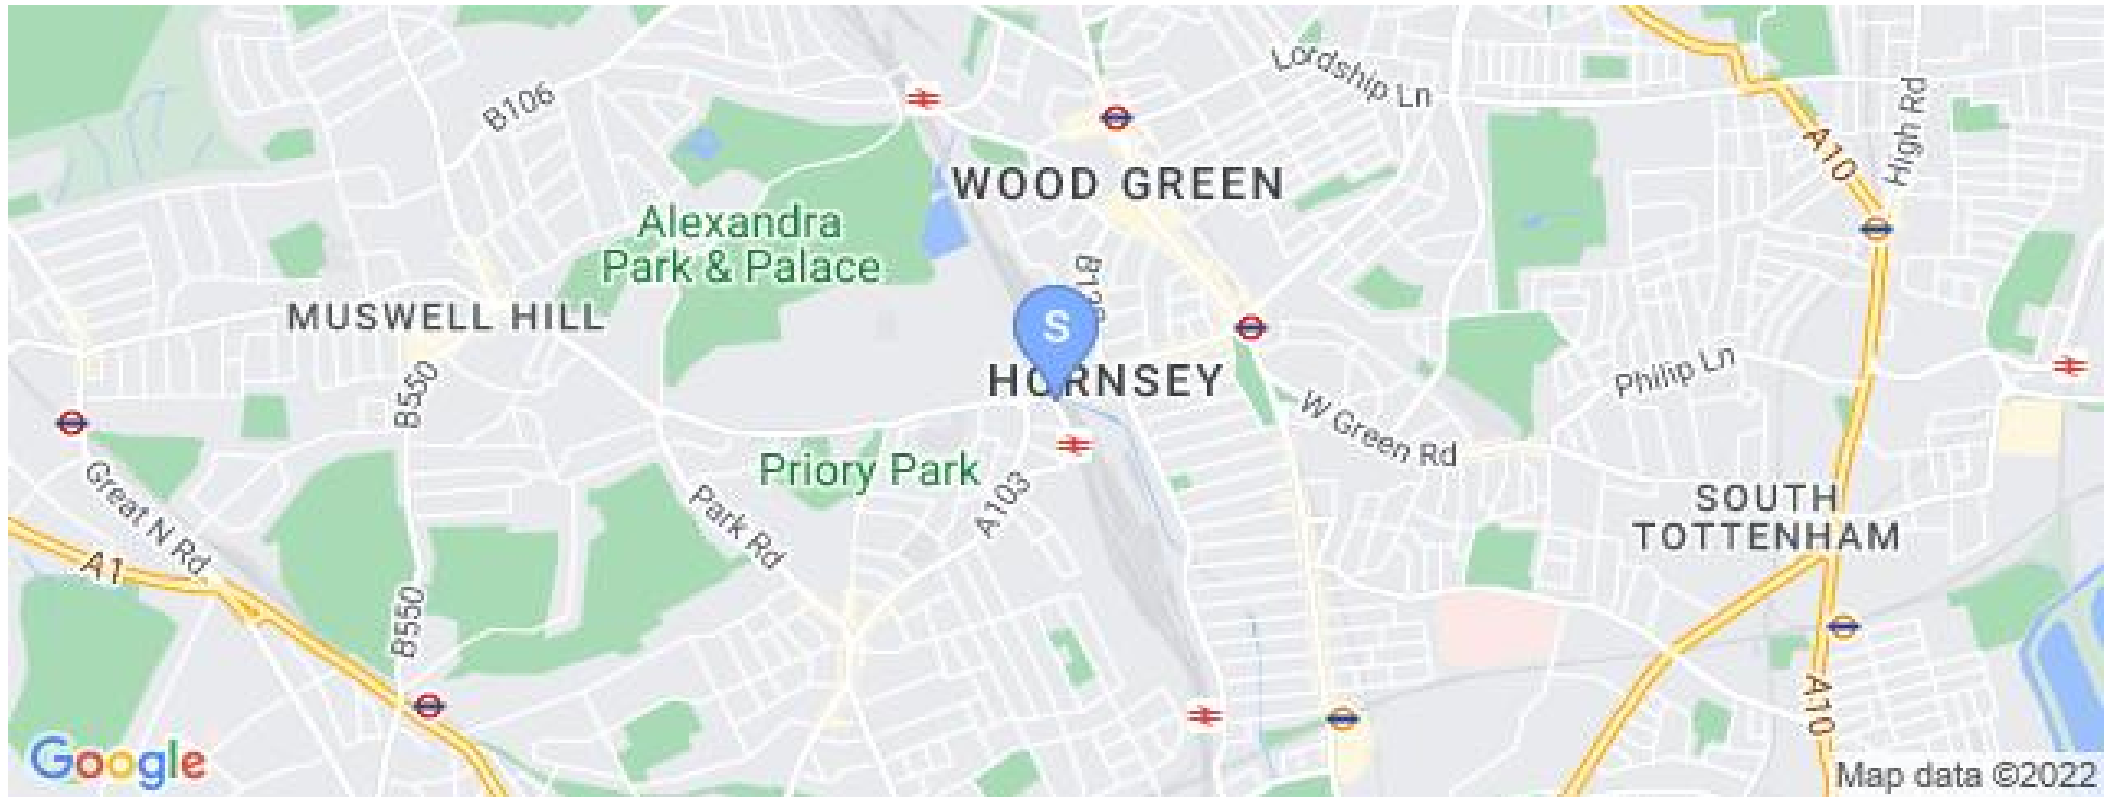 Lordship Ln
B106
High Rd
A10
WOOD GREEN
Alexandra
Park & Palace
MUSWELL HILL
S
HORNSEY
Philip Ln
B550
W Green Rd
Priory Park
Great N Rd
Park Rd
A103
SOUTH
TOTTENHAM
A1
B550
A10
Google
Map data ©2022